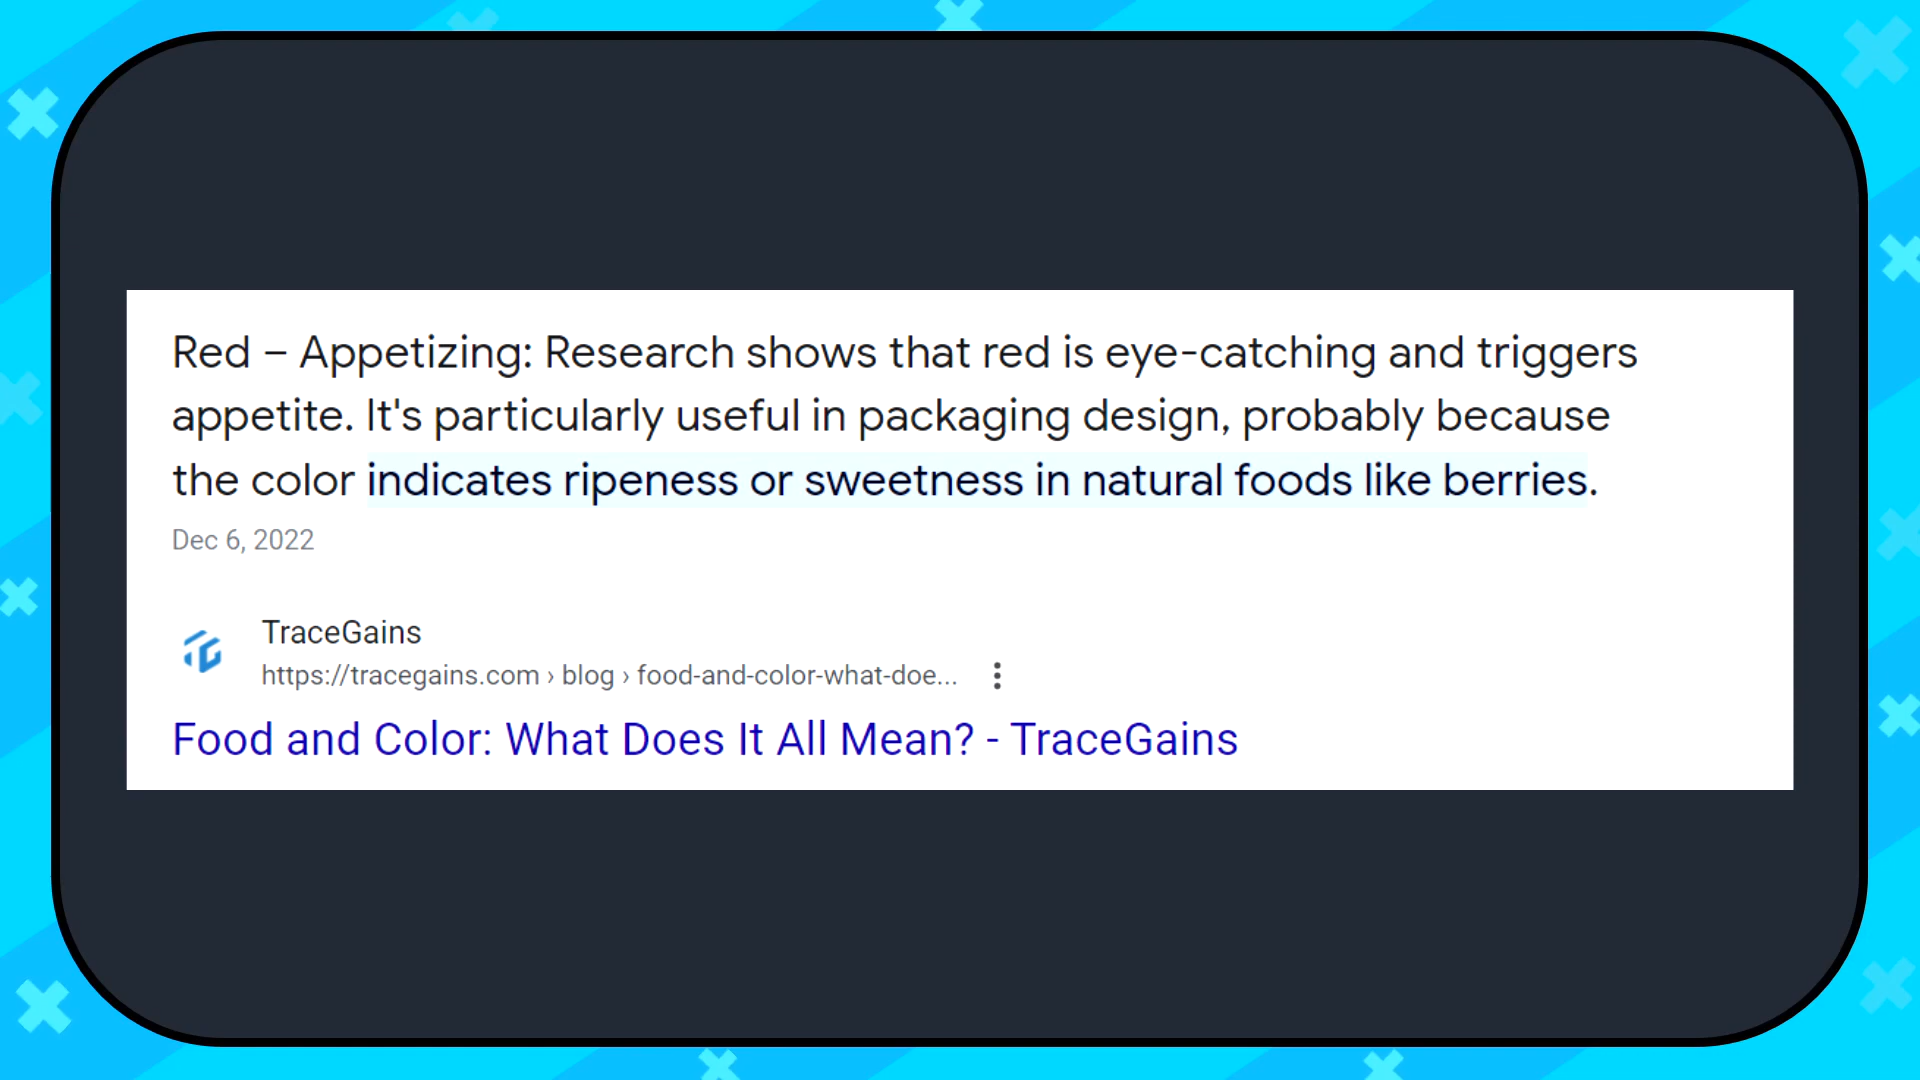 Red – Appetizing: Research shows that red is eye-catching and triggers
appetite. It's particularly useful in packaging design, probably because
the color indicates ripeness or sweetness in natural foods like berries.
Dec 6, 2022
TraceGains
https://tracegains.com › blog › food-and-color-what-doe...
Food and Color: What Does It All Mean? - TraceGains